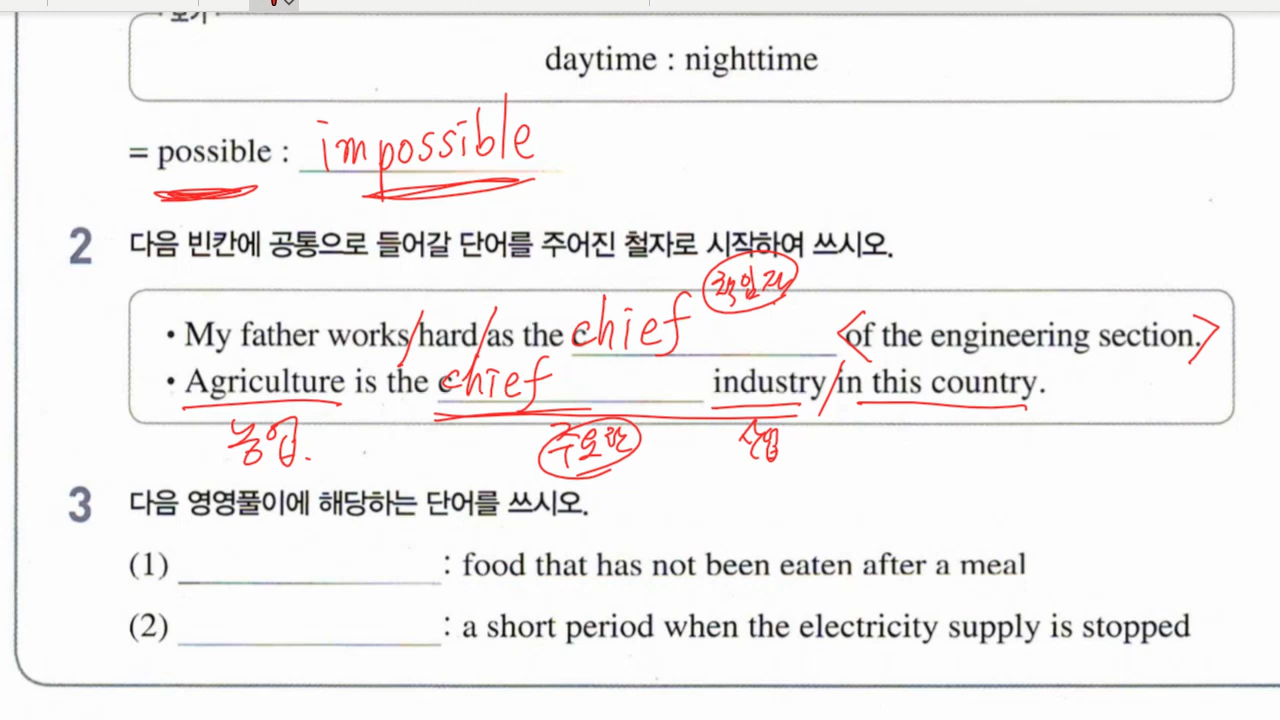 보기
daytime : nighttime
= possible : impossible
2 다음 빈칸에 공통으로 들어갈 단어를 주어진 철자로 시작하여 쓰시오.
책임자
• My father works/hard/as the chief <of the engineering section.>
• Agriculture is the chief industry/in this country.
농업. 주요한 산업
3 다음 영영풀이에 해당하는 단어를 쓰시오.
(1) : food that has not been eaten after a meal
(2) : a short period when the electricity supply is stopped